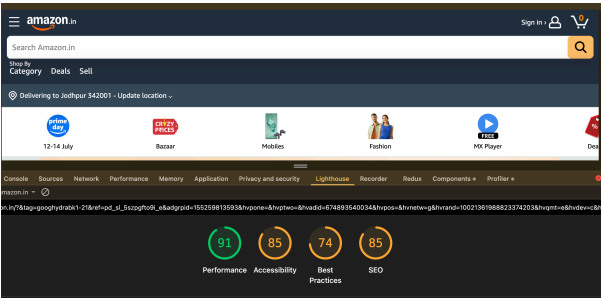 amazon.in
Sign in ›
0
Search Amazon.in
Shop By
Category Deals Sell
Delivering to Jodhpur 342001 - Update location
prime
day
CRAZY
PRICES
FREE
12-14 July Bazaar Mobiles Fashion MX Player Dea
Console Sources Network Performance Memory Application Privacy and security Lighthouse Recorder Redux Components Profiler
mazon.in
on.in/?&tag=googhydrabk1-21&ref=pd_sl_5szpgfto9i_e&adgrpid=155259813593&hvpone=&hvptwo=&hvadid=674893540034&hvpos=&hvnetw=g&hvrand=10021361988823374203&hvqmt=e&hvdev=c&h
91 85 74 85
Performance Accessibility Best
Practices SEO